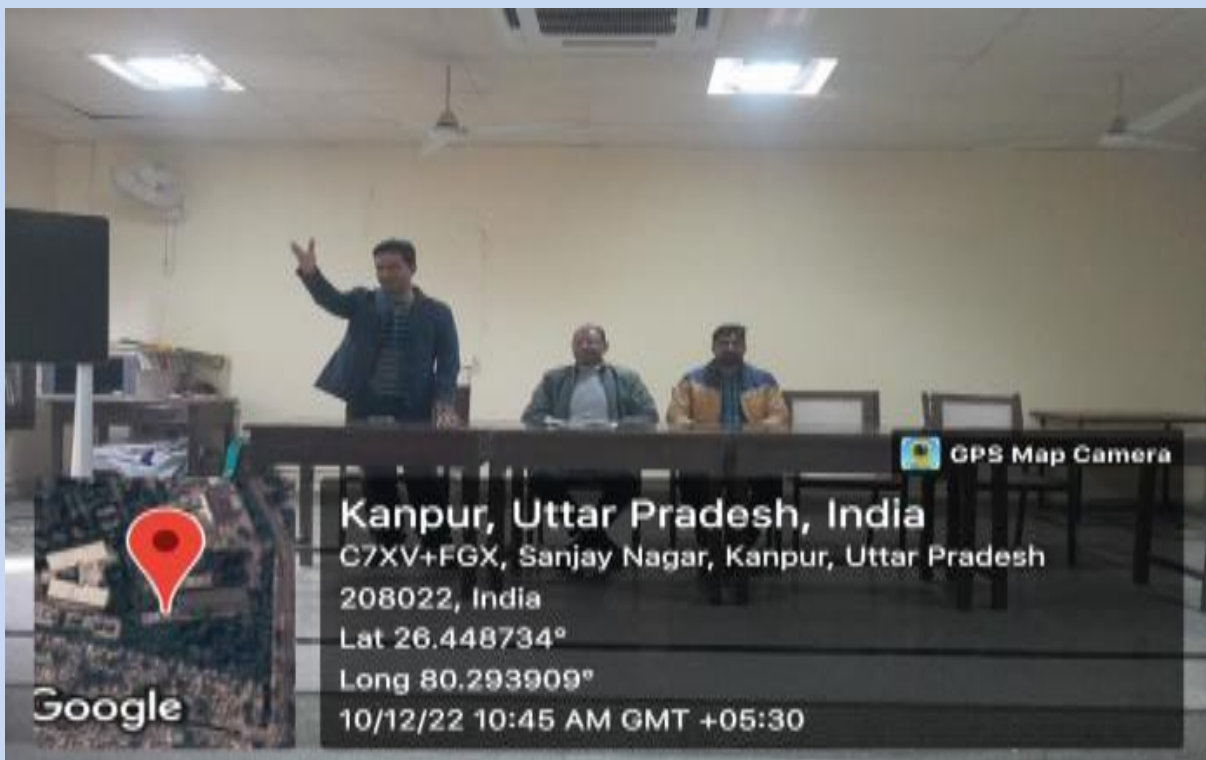 GPS Map Camera
Kanpur, Uttar Pradesh, India
C7XV+FGX, Sanjay Nagar, Kanpur, Uttar Pradesh
208022, India
Lat 26.448734°
Long 80.293909°
10/12/22 10:45 AM GMT +05:30
Google